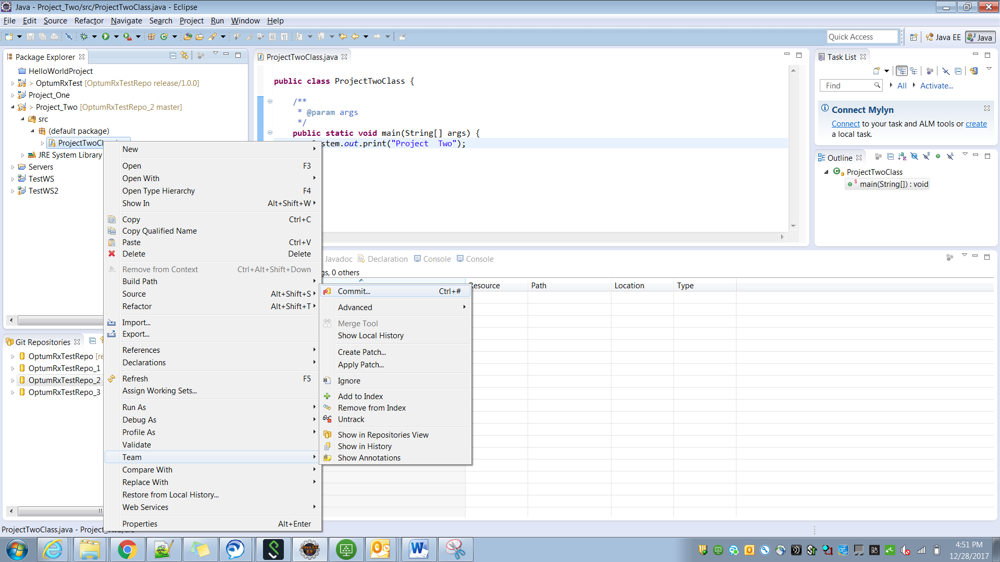 Java - Project_Two/src/ProjectTwoClass.java - Eclipse
File Edit Source Refactor Navigate Search Project Run Window Help
Quick Access
Java EE
Java
Package Explorer
HelloWorldProject
> OptumRxTest [OptumRxTestRepo release/1.0.0]
Project_One
> Project_Two [OptumRxTestRepo_2 master]
src
(default package)
ProjectTwoCl
JRE System Library
Servers
TestWS
TestWS2
Git Repositories
OptumRxTestRepo [re
OptumRxTestRepo_1
OptumRxTestRepo_2
OptumRxTestRepo_3
ProjectTwoClass.java
public class ProjectTwoClass {
/**
* @param args
*/
public static void main(String[] args) {
stem.out.print("Project  Two");
New
Open F3
Open With
Open Type Hierarchy F4
Show In Alt+Shift+W
Copy Ctrl+C
Copy Qualified Name
Paste Ctrl+V
Delete Delete
Remove from Context Ctrl+Alt+Shift+Down
Build Path
Source Alt+Shift+S
Refactor Alt+Shift+T
Import...
Export...
References
Declarations
Refresh F5
Assign Working Sets...
Run As
Debug As
Profile As
Validate
Team
Compare With
Replace With
Restore from Local History...
Web Services
Properties Alt+Enter
Commit... Ctrl+#
Advanced
Merge Tool
Show Local History
Create Patch...
Apply Patch...
Ignore
Add to Index
Remove from Index
Untrack
Show in Repositories View
Show in History
Show Annotations
Javadoc Declaration Console Console
gs, 0 others
Resource Path Location Type
Task List
Find All Activate...
Connect Mylyn
Connect to your task and ALM tools or create
a local task.
Outline
ProjectTwoClass
main(String[]) : void
ProjectTwoClass.java - Project_Two/src
4:51 PM
12/28/2017